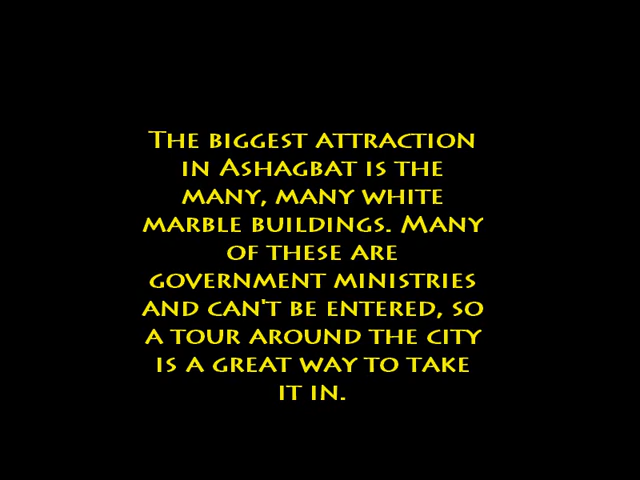 The biggest attraction
in Ashagbat is the
many, many white
marble buildings. Many
of these are
government ministries
and can't be entered, so
a tour around the city
is a great way to take
it in.